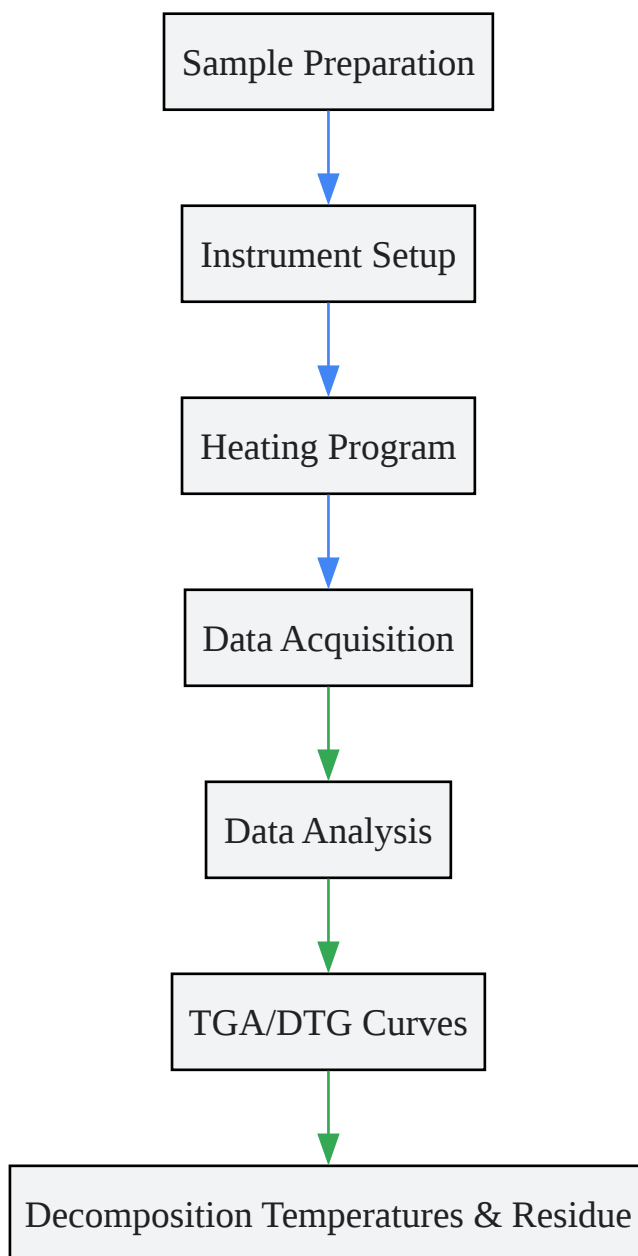 Sample Preparation
Instrument Setup
Heating Program
Data Acquisition
Data Analysis
TGA/DTG Curves
Decomposition Temperatures & Residue